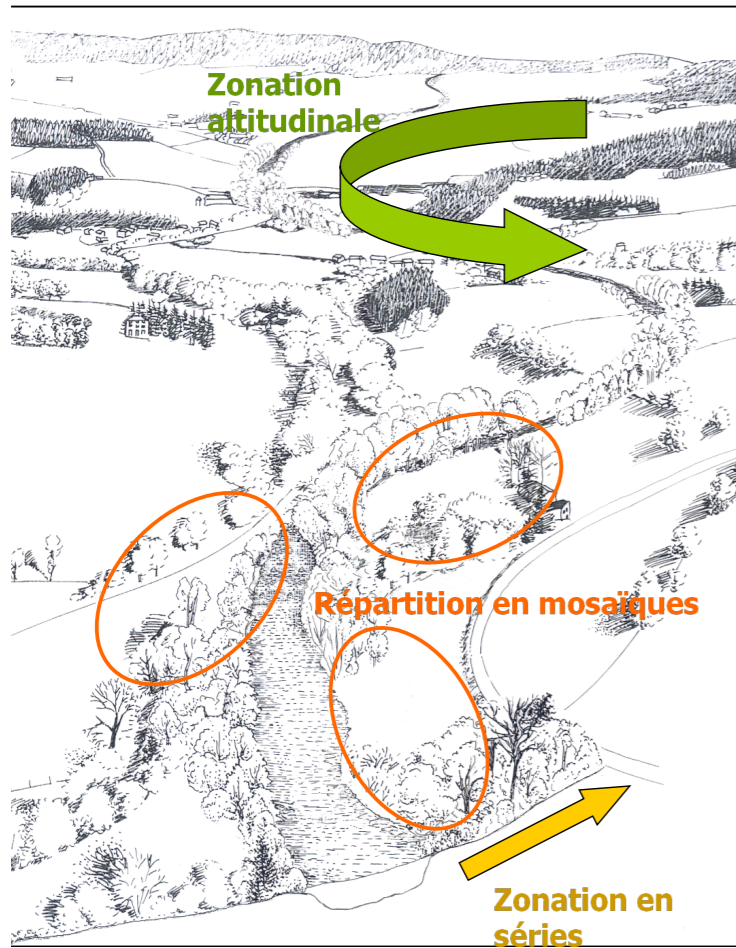 Zonation
altitudinale
Répartition en mosaïques
Zonation en
séries